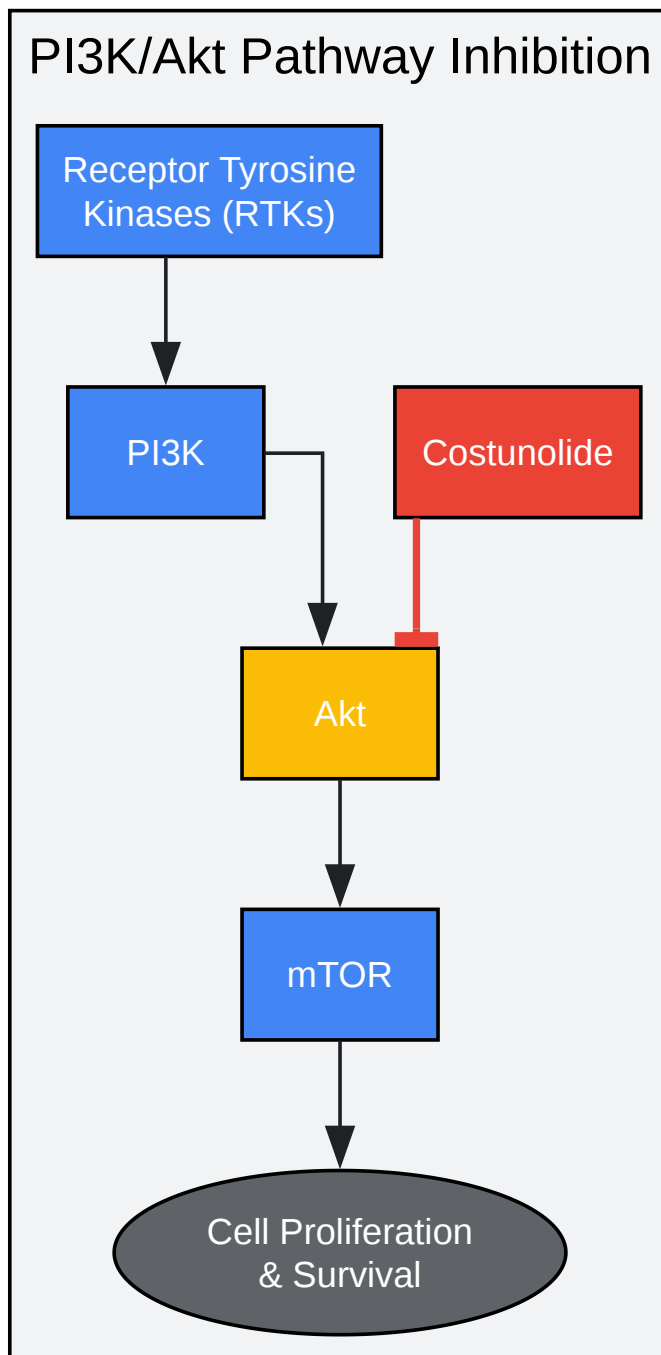 PI3K/Akt Pathway Inhibition
Receptor Tyrosine
Kinases (RTKs)
PI3K
Costunolide
Akt
mTOR
Cell Proliferation
& Survival